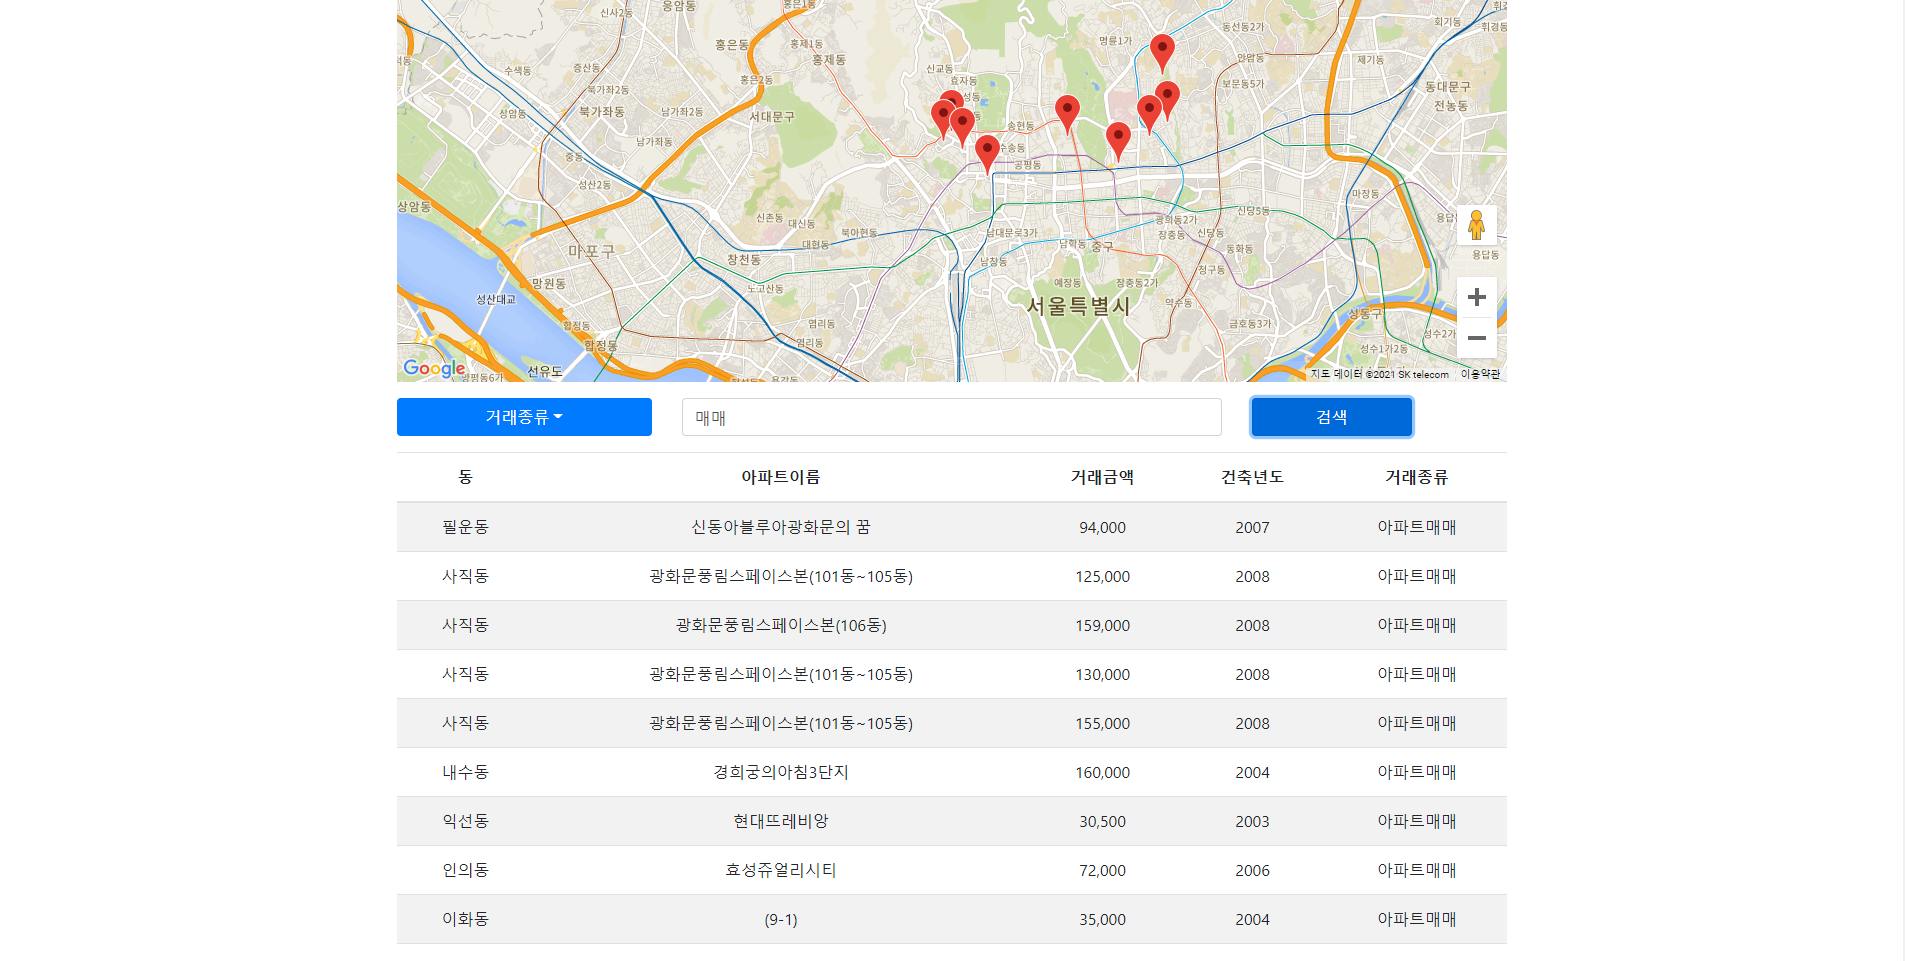 신사2동
응암동
홍은1동
홍은동
홍제1동
홍제동
홍은2동
명륜1가
동선동2가
안암동
회기동
휘경동
제기동
수색동
증산동
북가좌2동
북가좌동
남가좌2동
상암동
서대문구
신교동
효자동
보문동5가
동대문구
전농동
남가좌동
송현동
중동
수송동
공평동
성산2동
마장동
상암동
신촌동
대신동
대현동
북아현동
남대문로3가
남학동
중구
광희동2가
장충동
신당5동
신당동
동화동
마포구
창천동
남창동
청구동
용답동
망원동
성산대교
노고산동
예장동
장충동2가
약수동
서울특별시
합정동
염리동
금호동3가
성동구
성수2가
합정동
염리동
성수1가2동
Google
양평동6가
선유도
지도 데이터 ©2021 SK telecom
이용약관
거래종류
매매
검색
동 아파트이름 거래금액 건축년도 거래종류
필운동 신동아블루아광화문의 꿈 94,000 2007 아파트매매
사직동 광화문풍림스페이스본(101동~105동) 125,000 2008 아파트매매
사직동 광화문풍림스페이스본(106동) 159,000 2008 아파트매매
사직동 광화문풍림스페이스본(101동~105동) 130,000 2008 아파트매매
사직동 광화문풍림스페이스본(101동~105동) 155,000 2008 아파트매매
내수동 경희궁의아침3단지 160,000 2004 아파트매매
익선동 현대뜨레비앙 30,500 2003 아파트매매
인의동 효성쥬얼리시티 72,000 2006 아파트매매
이화동 (9-1) 35,000 2004 아파트매매